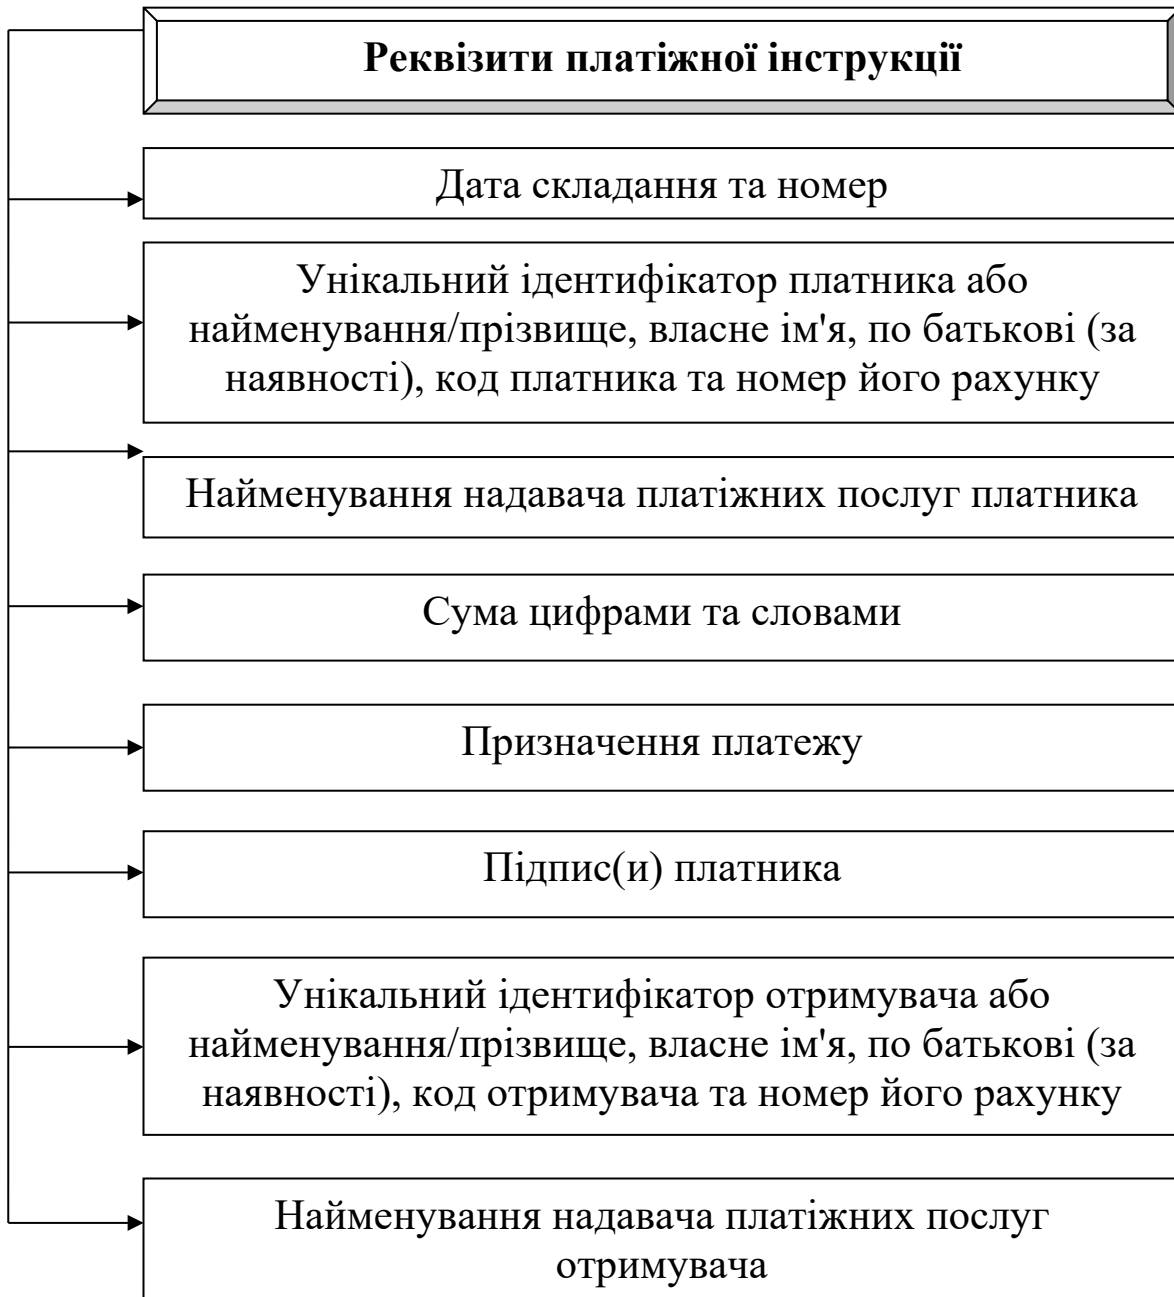 Реквізити платіжної інструкції
Дата складання та номер
Унікальний ідентифікатор платника або
найменування/прізвище, власне ім'я, по батькові (за
наявності), код платника та номер його рахунку
Найменування надавача платіжних послуг платника
Сума цифрами та словами
Призначення платежу
Підпис(и) платника
Унікальний ідентифікатор отримувача або
найменування/прізвище, власне ім'я, по батькові (за
наявності), код отримувача та номер його рахунку
Найменування надавача платіжних послуг
отримувача